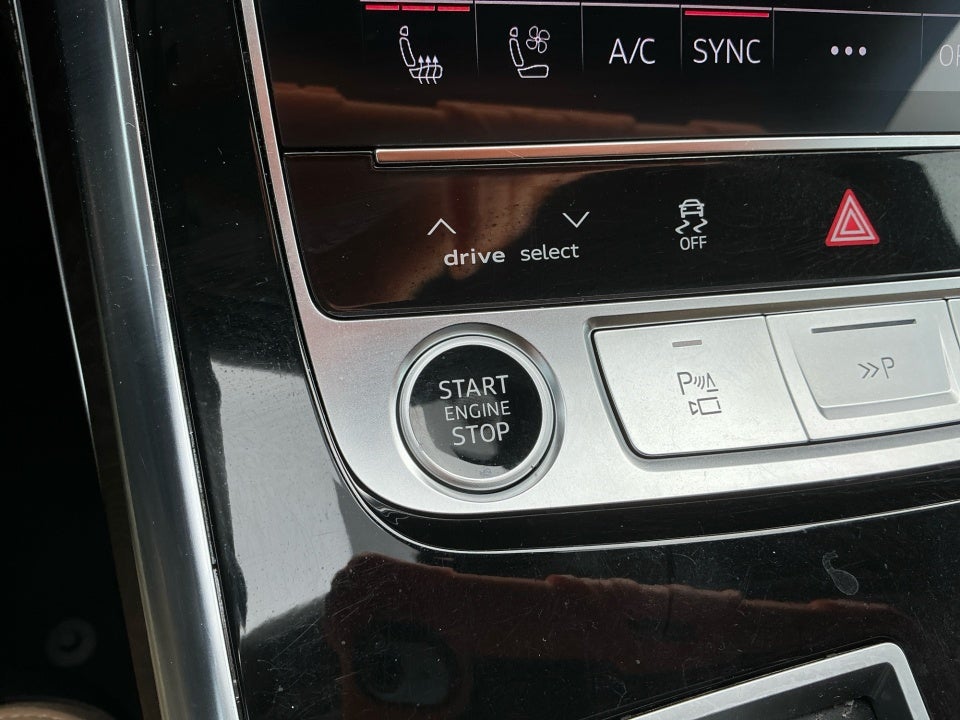 A/C SYNC •••
drive select
OFF
START
ENGINE
STOP
P
P